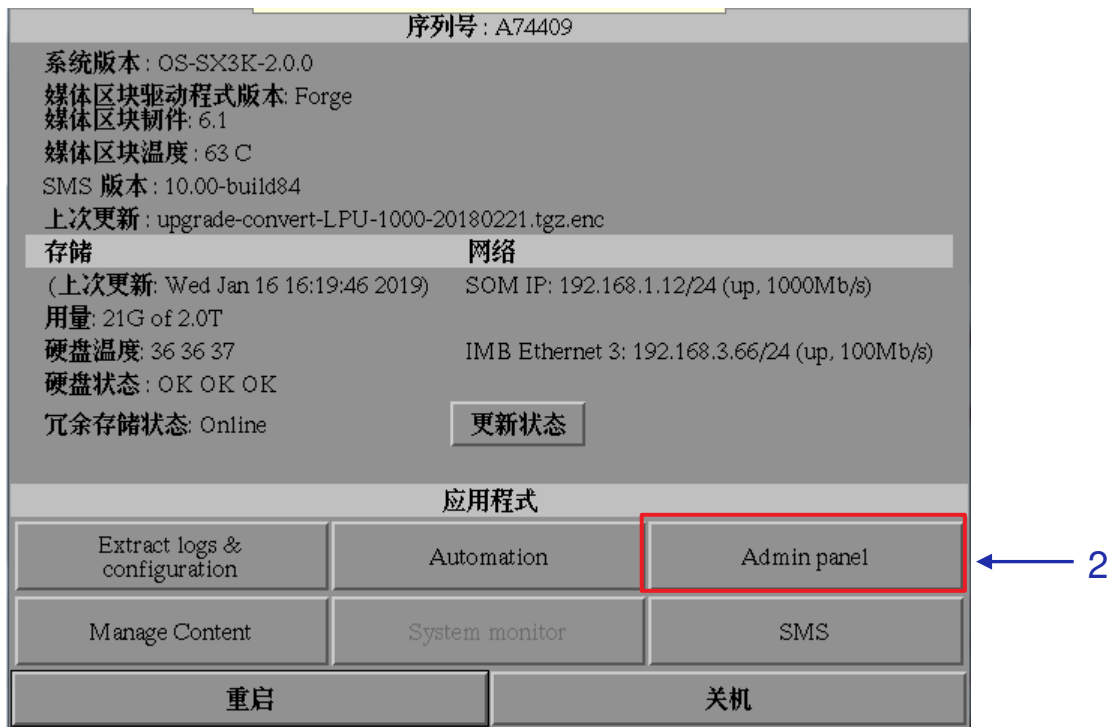 序列号 : A74409
系统版本 : OS-SX3K-2.0.0
媒体区块驱动程式版本: Forge
媒体区块韧件: 6.1
媒体区块温度 : 63 C
SMS 版本 : 10.00-build84
上次更新 : upgrade-convert-LPU-1000-20180221.tgz.enc
存储 网络
(上次更新: Wed Jan 16 16:19:46 2019) SOM IP: 192.168.1.12/24 (up, 1000Mb/s)
用量: 21G of 2.0T
硬盘温度: 36 36 37 IMB Ethernet 3: 192.168.3.66/24 (up, 100Mb/s)
硬盘状态 : OK OK OK
冗余存储状态: Online 更新状态
应用程式
Extract logs &
configuration
Automation
Admin panel
2
Manage Content
System monitor
SMS
重启
关机